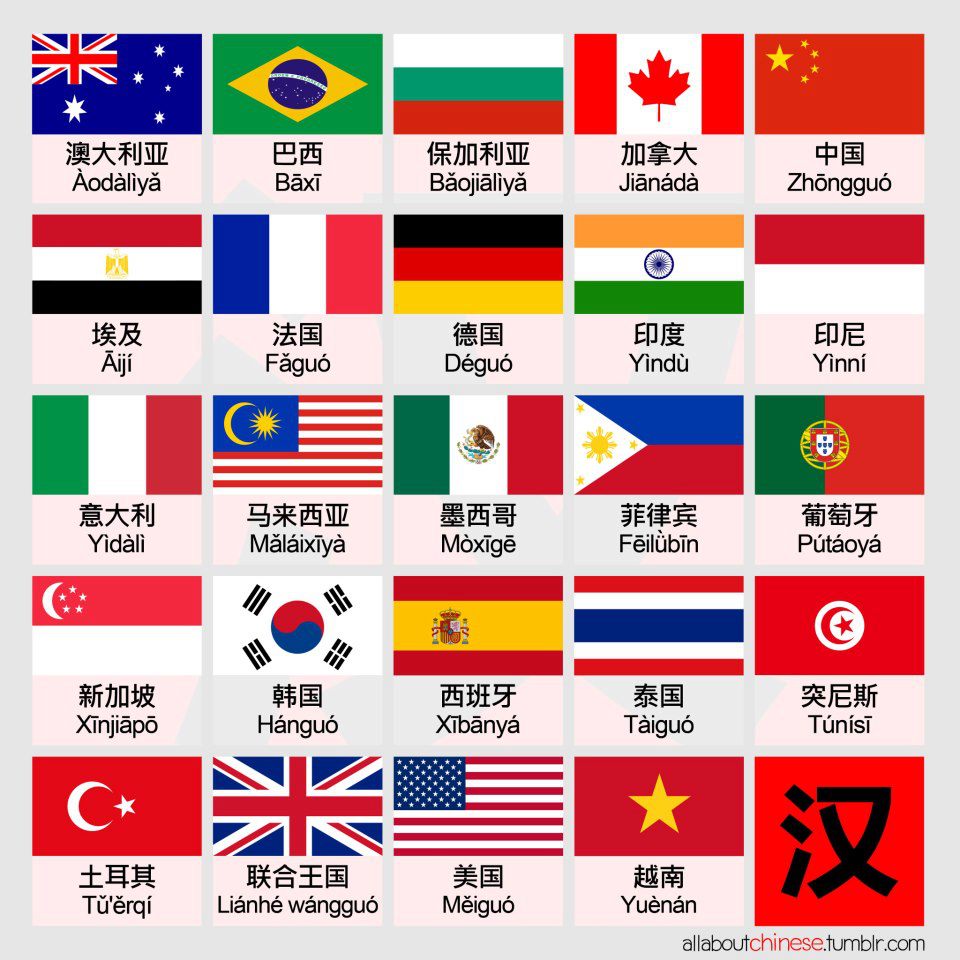 澳大利亚
Àodàlìyǎ
巴西
Bāxī
保加利亚
Bǎojiālìyǎ
加拿大
Jiānádà
中国
Zhōngguó
埃及
Āijí
法国
Fǎguó
德国
Déguó
印度
Yìndù
印尼
Yìnní
意大利
Yìdàlì
马来西亚
Mǎláixīyà
墨西哥
Mòxīgē
菲律宾
Fēilǜbīn
葡萄牙
Pútáoyá
新加坡
Xīnjiāpō
韩国
Hánguó
西班牙
Xībānyá
泰国
Tàiguó
突尼斯
Túnísī
土耳其
Tǔ'ěrqí
联合王国
Liánhé wángguó
美国
Měiguó
越南
Yuènán
汉
allaboutchinese.tumblr.com